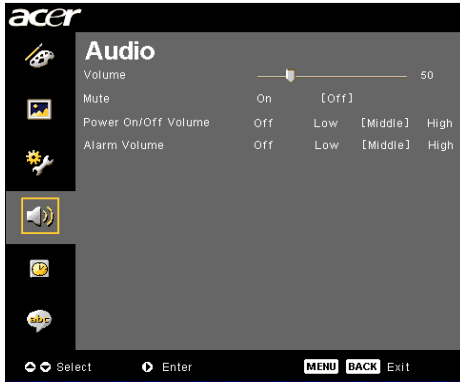 acer
Audio
Volume 50
Mute On [Off]
Power On/Off Volume Off Low [Middle] High
Alarm Volume Off Low [Middle] High
abc
Select Enter MENU BACK Exit